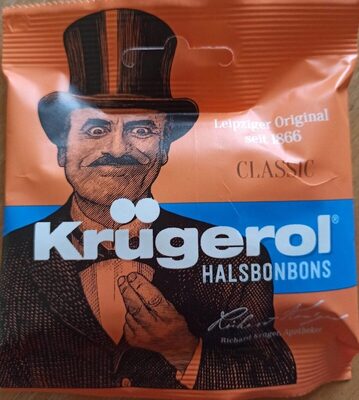 Leipziger Original
seit 1866
CLASSIC
Krügerol®
HALSBONBONS
Richard Krüger, Apotheker